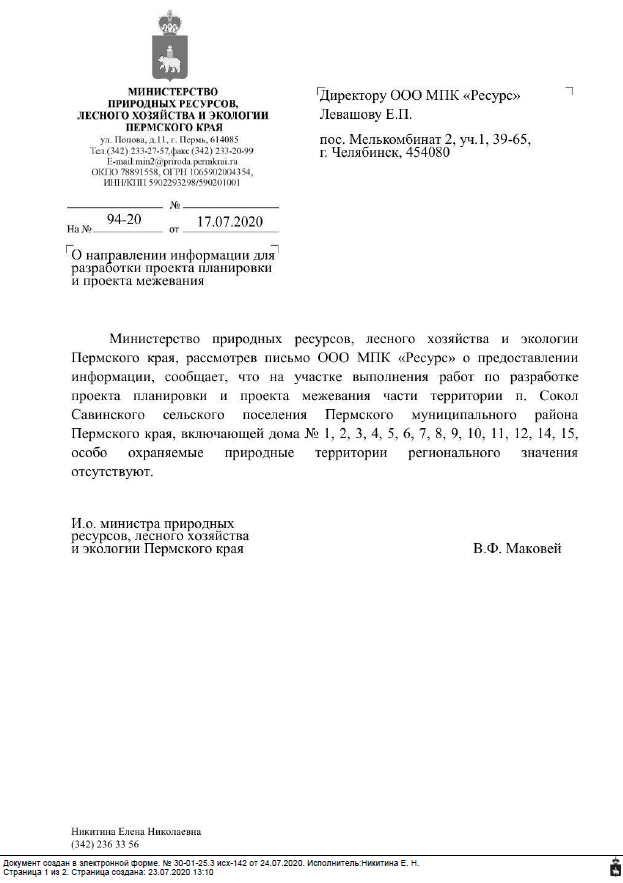 МИНИСТЕРСТВО
ПРИРОДНЫХ РЕСУРСОВ,
ЛЕСНОГО ХОЗЯЙСТВА И ЭКОЛОГИИ
ПЕРМСКОГО КРАЯ
ул. Попова, д.11, г. Пермь, 614085
Тел.(342) 233-27-57,факс (342) 233-20-99
E-mail:min2@priroda.permkrai.ru
ОКПО 78891558, ОГРН 1065902004354,
ИНН/КПП 5902293298/590201001
№
На № 94-20 от 17.07.2020
О направлении информации для
разработки проекта планировки
и проекта межевания
Директору ООО МПК «Ресурс»
Левашову Е.П.
пос. Мелькомбинат 2, уч.1, 39-65,
г. Челябинск, 454080
Министерство природных ресурсов, лесного хозяйства и экологии
Пермского края, рассмотрев письмо ООО МПК «Ресурс» о предоставлении
информации, сообщает, что на участке выполнения работ по разработке
проекта планировки и проекта межевания части территории п. Сокол
Савинского сельского поселения Пермского муниципального района
Пермского края, включающей дома № 1, 2, 3, 4, 5, 6, 7, 8, 9, 10, 11, 12, 14, 15,
особо охраняемые природные территории регионального значения
отсутствуют.
И.о. министра природных
ресурсов, лесного хозяйства
и экологии Пермского края
В.Ф. Маковей
Никитина Елена Николаевна
(342) 236 33 56
Документ создан в электронной форме. № 30-01-25.3 исх-142 от 24.07.2020. Исполнитель:Никитина Е. Н.
Страница 1 из 2. Страница создана: 23.07.2020 13:10